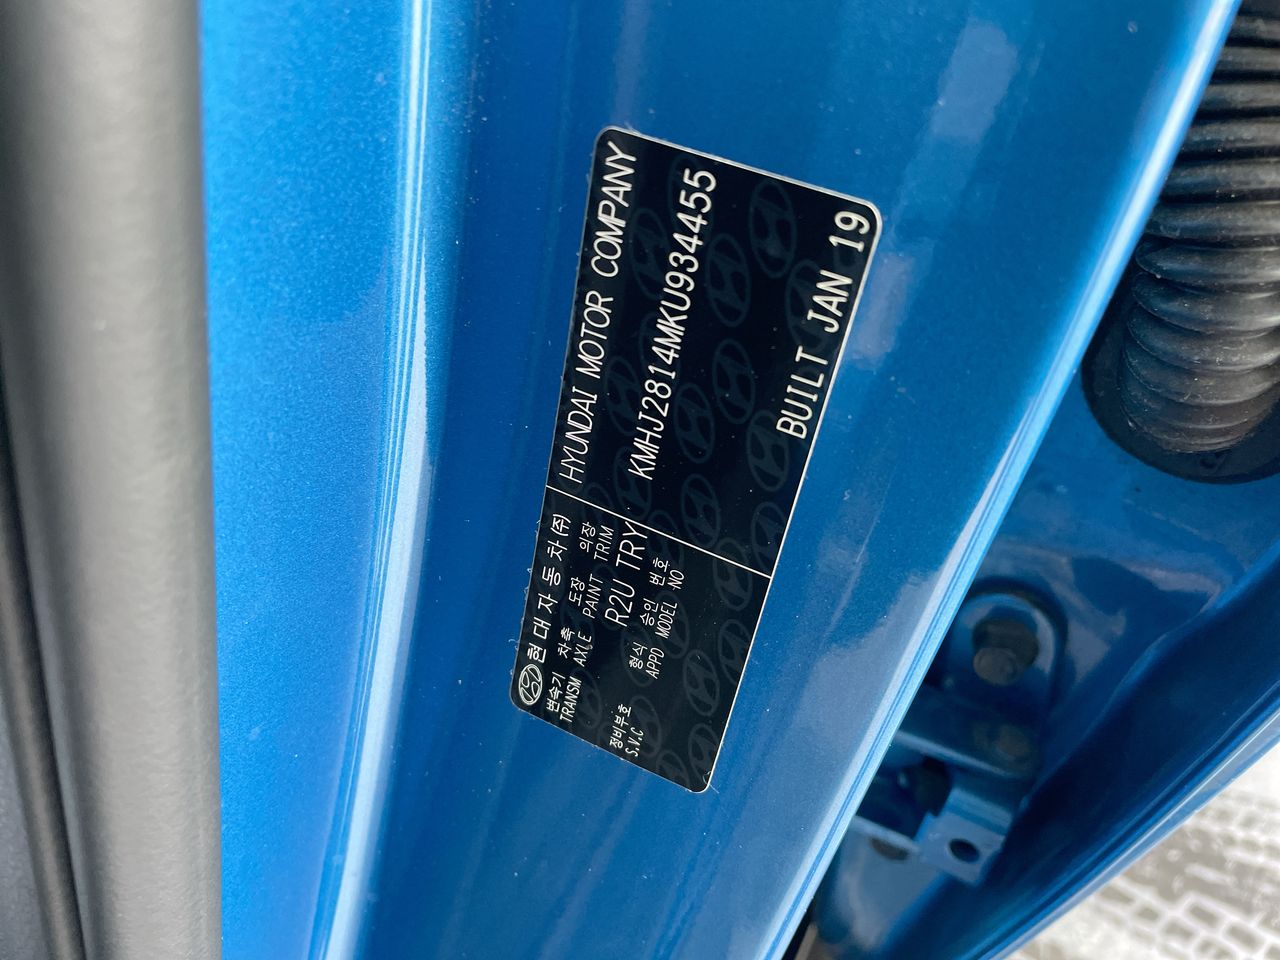 현대자동차(주)
HYUNDAI MOTOR COMPANY
변속기 차축 도장 의장
TRANSM AXLE PAINT TRIM
R2U TRY
KMHJ2814MKU934455
형식 승인 번호
APPD MODEL NO
정비부호
S.V.C
BUILT JAN 19